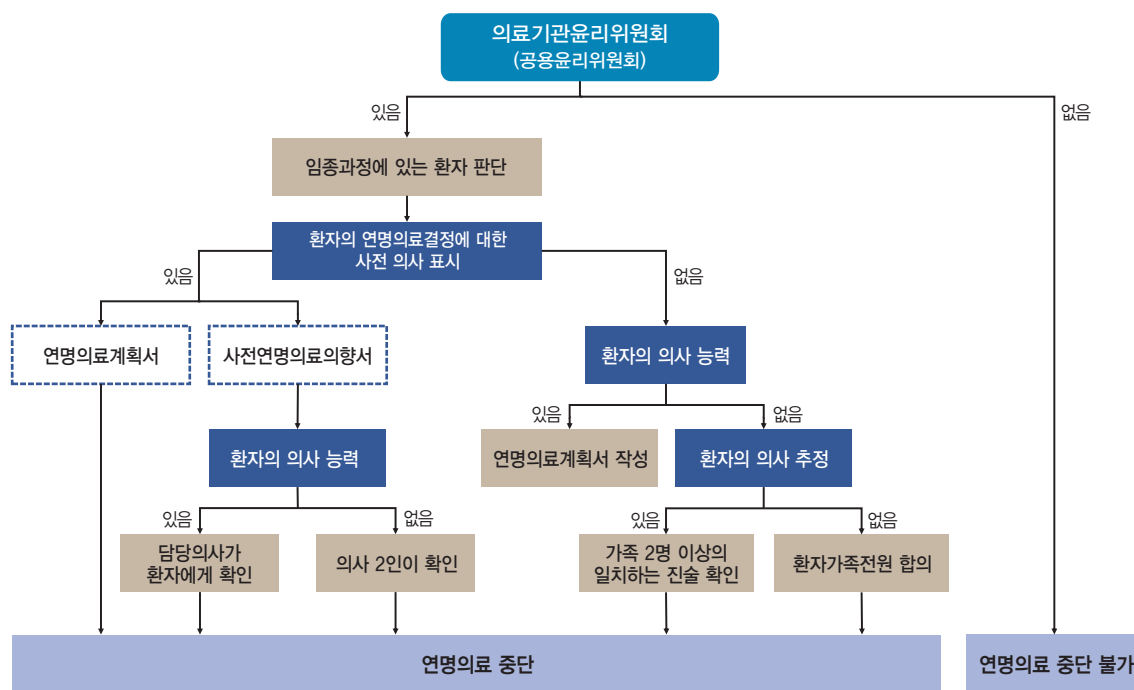 의료기관윤리위원회
(공용윤리위원회)
있음
없음
임종과정에 있는 환자 판단
환자의 연명의료결정에 대한
사전 의사 표시
있음
없음
연명의료계획서
사전연명의료의향서
환자의 의사 능력
있음
없음
환자의 의사 능력
연명의료계획서 작성
환자의 의사 추정
있음
없음
있음
없음
담당의사가
환자에게 확인
의사 2인이 확인
가족 2명 이상의
일치하는 진술 확인
환자가족전원 합의
연명의료 중단
연명의료 중단 불가